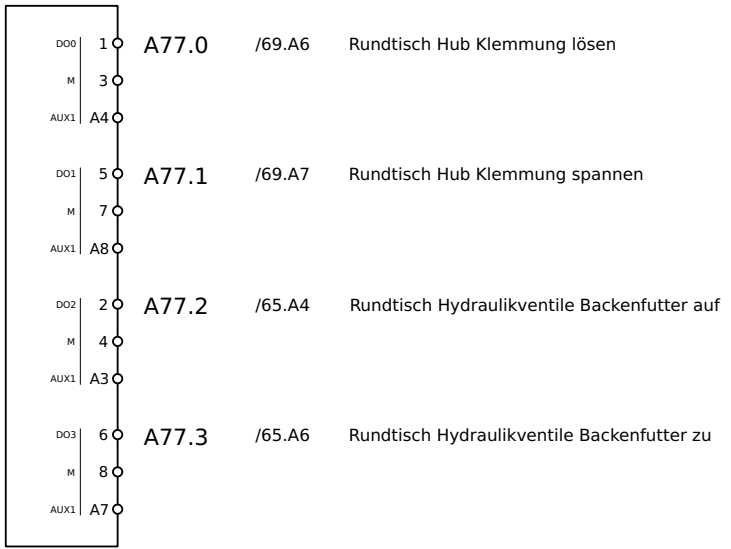 DO0 1 A77.0 /69.A6 Rundtisch Hub Klemmung lösen
M 3
AUX1 A4
DO1 5 A77.1 /69.A7 Rundtisch Hub Klemmung spannen
M 7
AUX1 A8
DO2 2 A77.2 /65.A4 Rundtisch Hydraulikventile Backenfutter auf
M 4
AUX1 A3
DO3 6 A77.3 /65.A6 Rundtisch Hydraulikventile Backenfutter zu
M 8
AUX1 A7